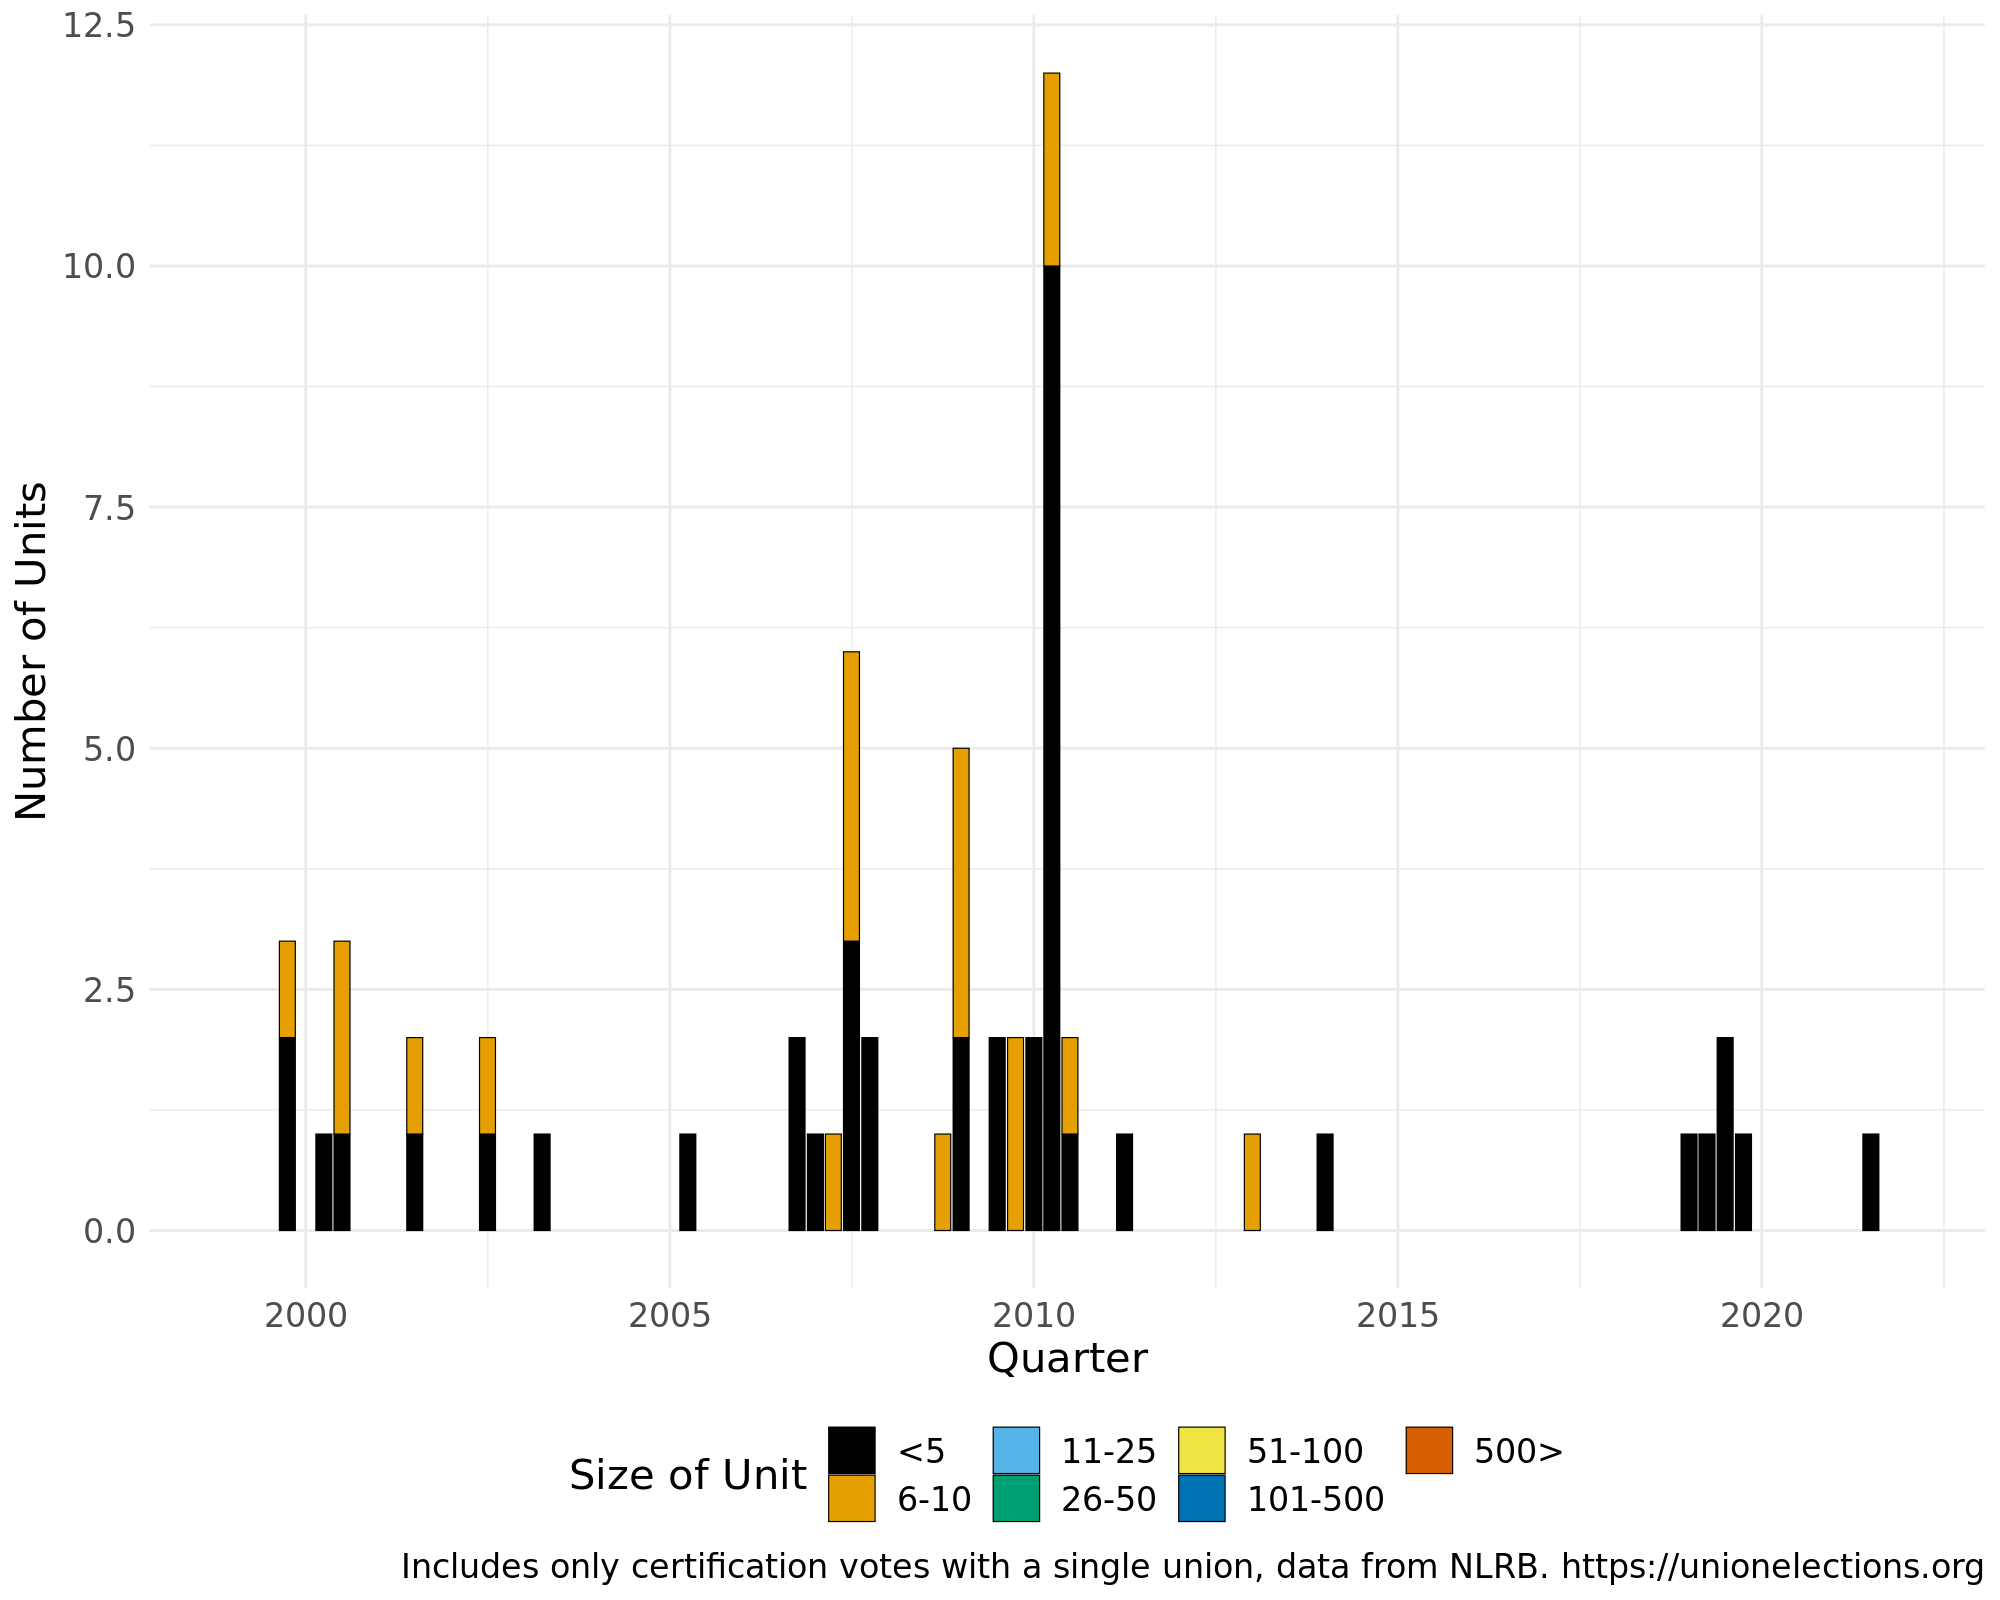 12.5
10.0
7.5
5.0
2.5
0.0
Number of Units
2000 2005 2010 2015 2020
Quarter
Size of Unit
<5 11-25 51-100 500>
6-10 26-50 101-500
Includes only certification votes with a single union, data from NLRB. https://unionelections.org